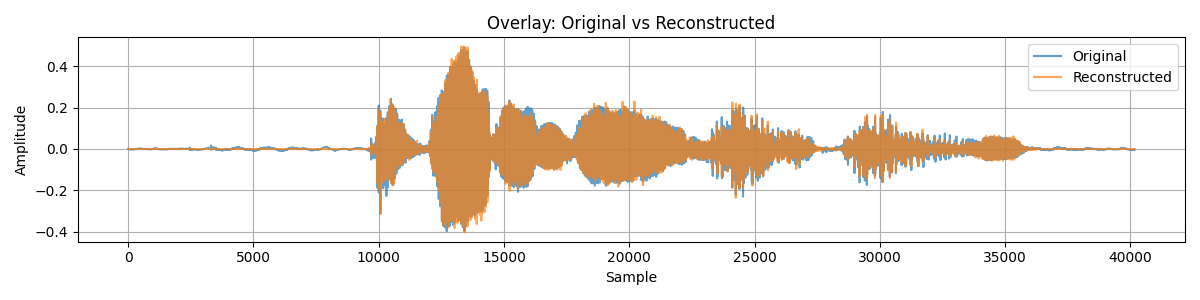 Overlay: Original vs Reconstructed
Original
Reconstructed
Amplitude
0.4
0.2
0.0
−0.2
−0.4
0 5000 10000 15000 20000 25000 30000 35000 40000
Sample